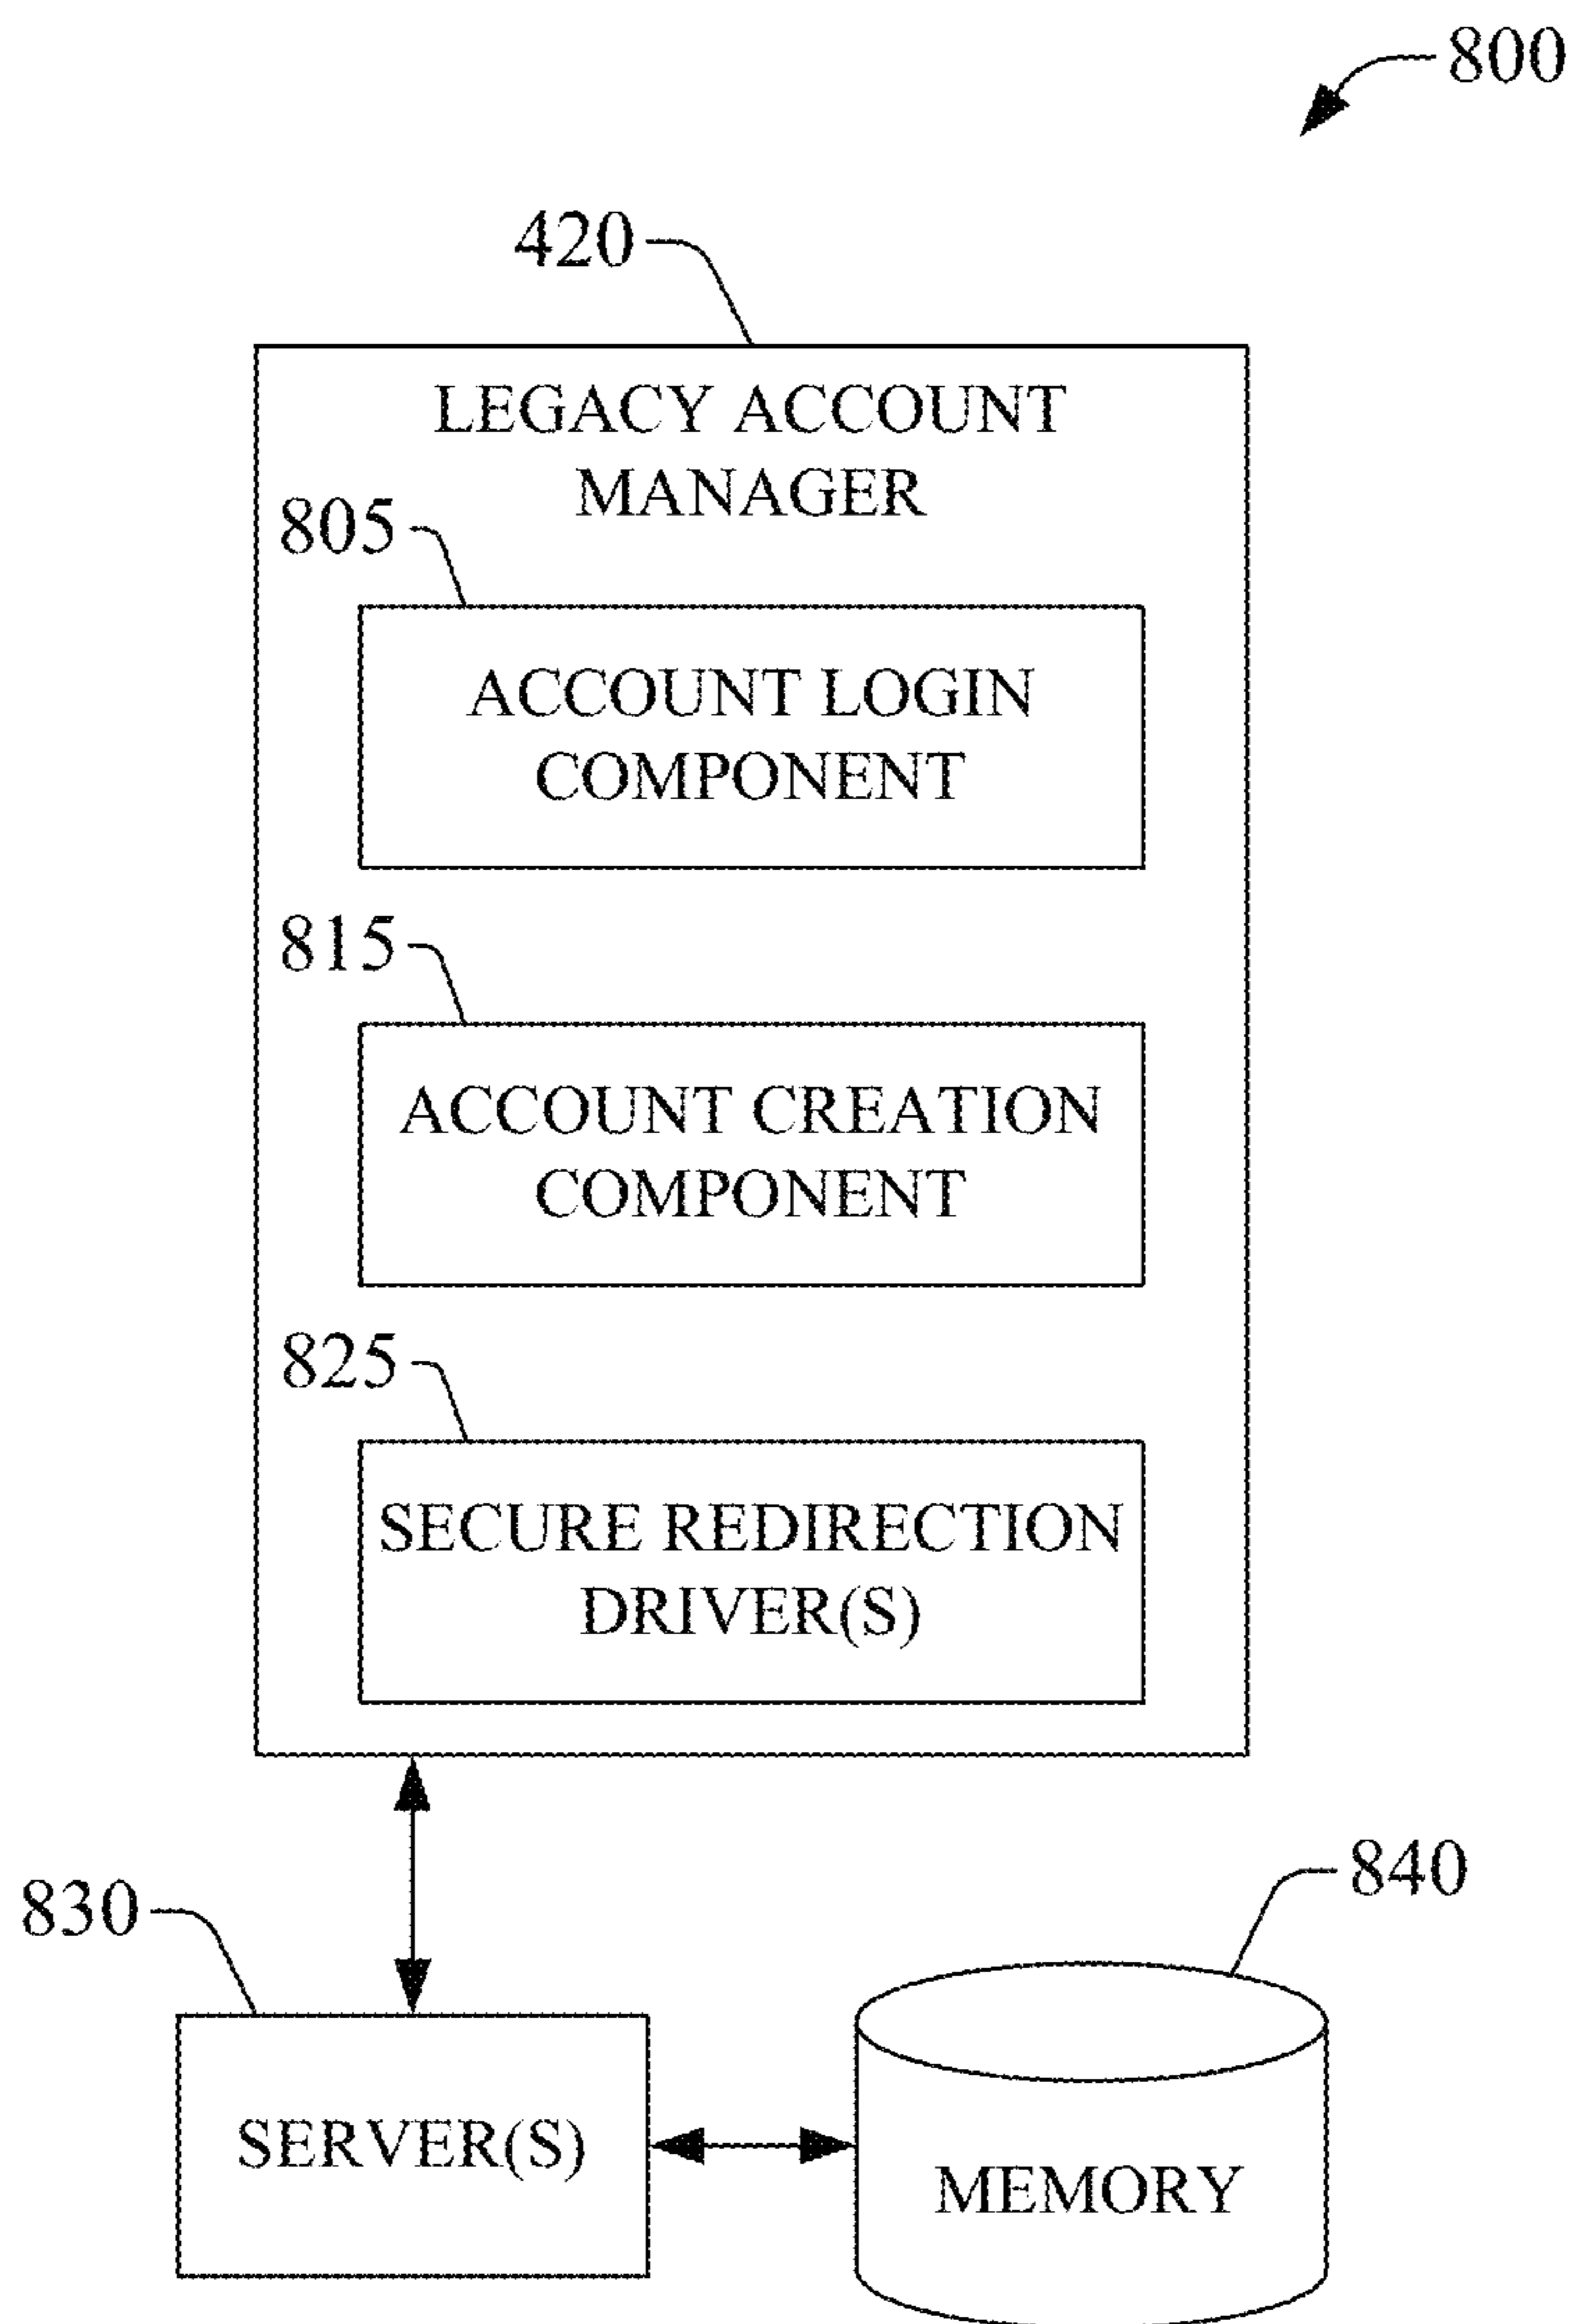 800
420
LEGACY ACCOUNT
MANAGER
805
ACCOUNT LOGIN
COMPONENT
815
ACCOUNT CREATION
COMPONENT
825
SECURE REDIRECTION
DRIVER(S)
830
840
SERVER(S)
MEMORY